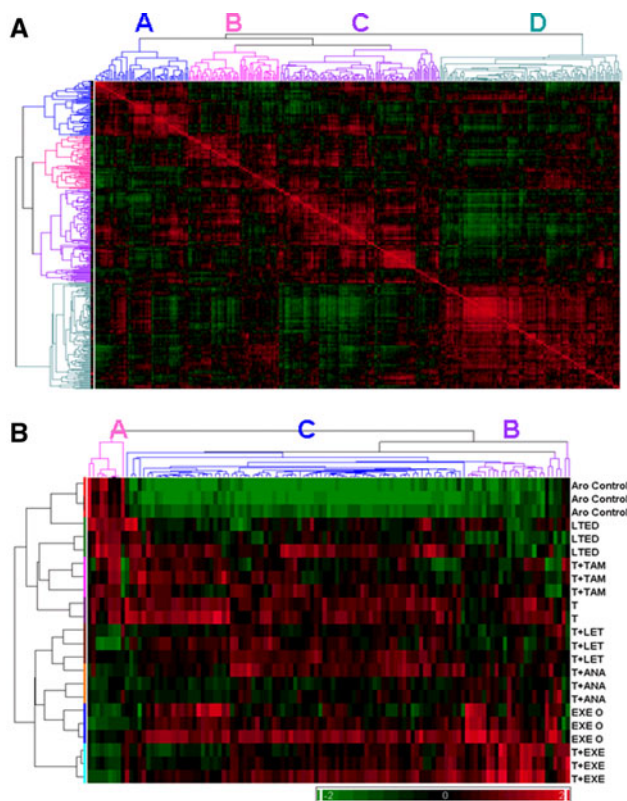 A
A B C D
B
A C B
Aro Control
Aro Control
Aro Control
LTED
LTED
LTED
T+TAM
T+TAM
T+TAM
T
T
T+LET
T+LET
T+LET
T+ANA
T+ANA
T+ANA
EXE O
EXE O
EXE O
T+EXE
T+EXE
T+EXE
-2 0 2